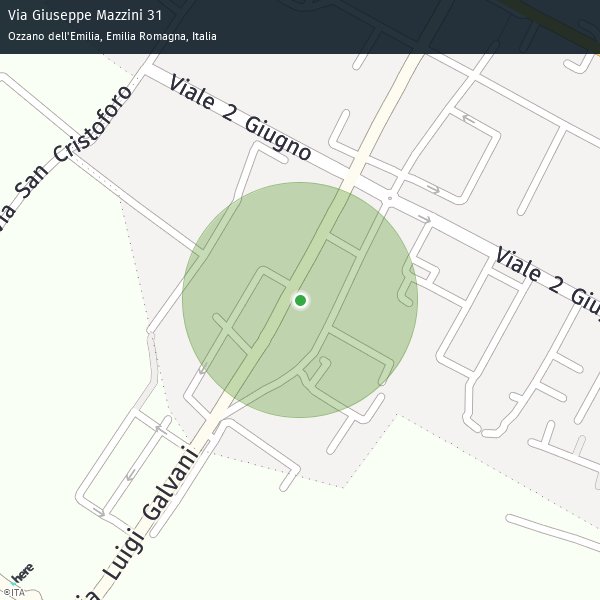 Via Giuseppe Mazzini 31
Ozzano dell'Emilia, Emilia Romagna, Italia
Viale 2 Giugno
ia San Cristoforo
Viale 2 Giu
ia Luigi Galvani
here
©ITA